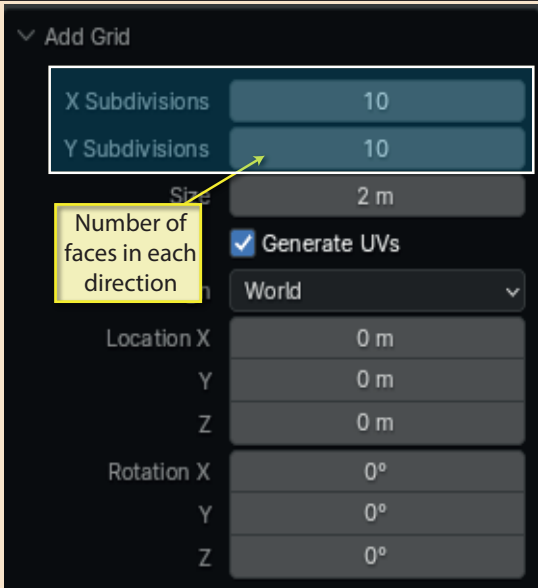 Add Grid
X Subdivisions 10
Y Subdivisions 10
Size 2 m
Number of
faces in each
direction
Generate UVs
World
Location X 0 m
Y 0 m
Z 0 m
Rotation X 0°
Y 0°
Z 0°